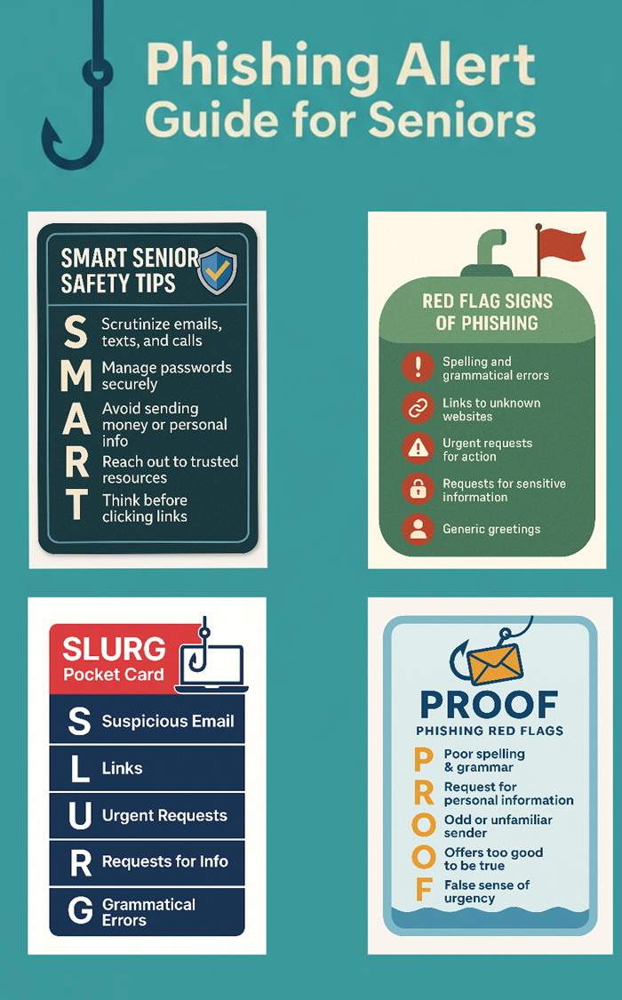 Phishing Alert
Guide for Seniors
SMART SENIOR
SAFETY TIPS
S Scrutinize emails,
texts, and calls
M Manage passwords
securely
A Avoid sending
money or personal
info
R Reach out to trusted
resources
T Think before
clicking links
RED FLAG SIGNS
OF PHISHING
Spelling and
grammatical errors
Links to unknown
websites
Urgent requests
for action
Requests for sensitive
information
Generic greetings
SLURG
Pocket Card
S Suspicious Email
L Links
U Urgent Requests
R Requests for Info
G Grammatical
Errors
PROOF
PHISHING RED FLAGS
P Poor spelling
& grammar
R Request for
personal information
O Odd or unfamiliar
sender
O Offers too good
to be true
F False sense of
urgency